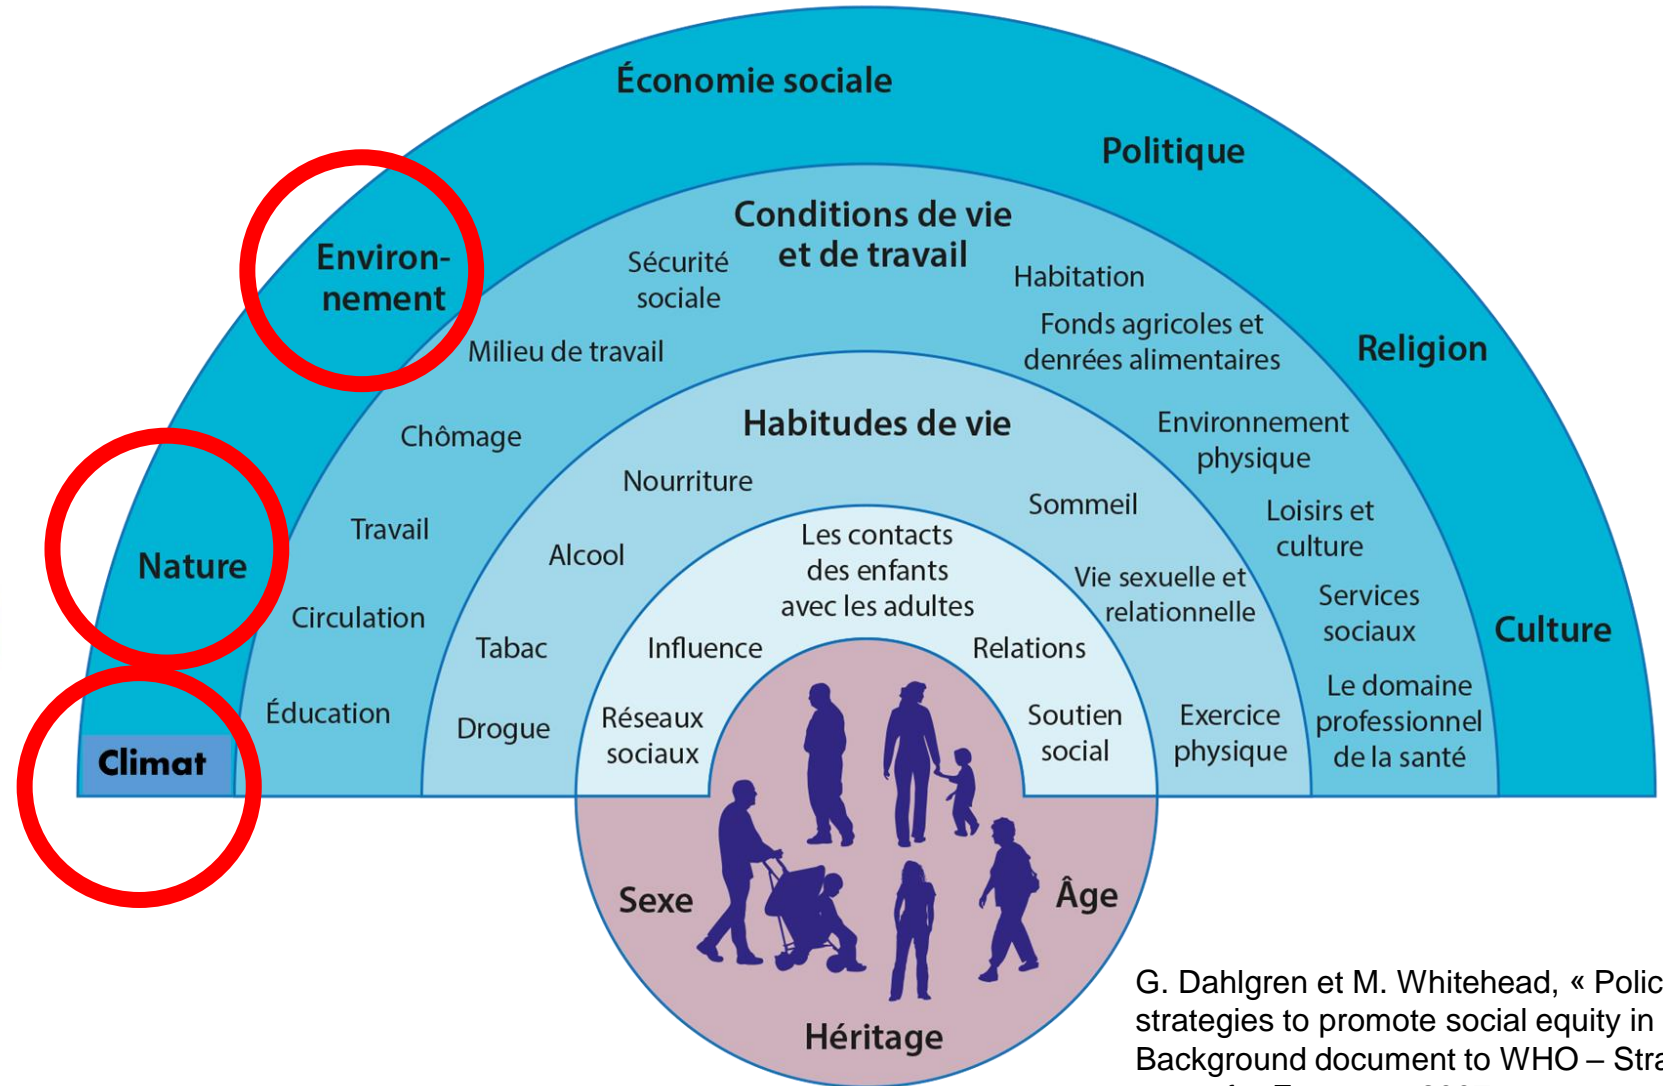 Économie sociale
Politique
Religion
Culture
Environ-
nement
Nature
Climat
Conditions de vie
et de travail
Sécurité
sociale
Milieu de travail
Chômage
Travail
Circulation
Éducation
Habitation
Fonds agricoles et
denrées alimentaires
Environnement
physique
Loisirs et
culture
Services
sociaux
Le domaine
professionnel
de la santé
Habitudes de vie
Nourriture
Alcool
Tabac
Drogue
Sommeil
Vie sexuelle et
relationnelle
Exercice
physique
Les contacts
des enfants
avec les adultes
Influence
Réseaux
sociaux
Relations
Soutien
social
Sexe
Âge
Héritage
G. Dahlgren et M. Whitehead, « Polic
strategies to promote social equity in
Background document to WHO – Stra